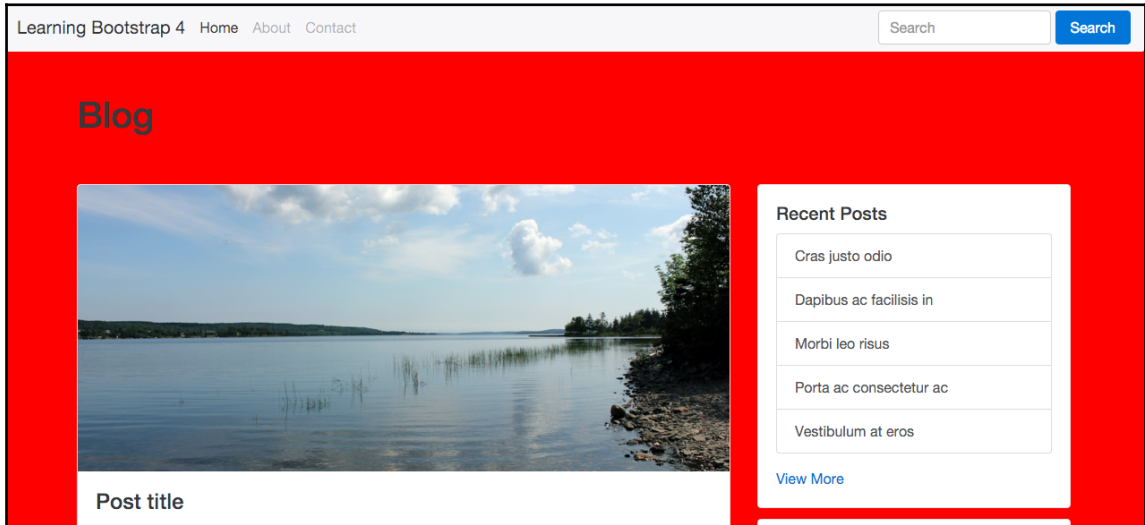 Learning Bootstrap 4 Home About Contact Search Search
Blog
Recent Posts
Cras justo odio
Dapibus ac facilisis in
Morbi leo risus
Porta ac consectetur ac
Vestibulum at eros
View More
Post title